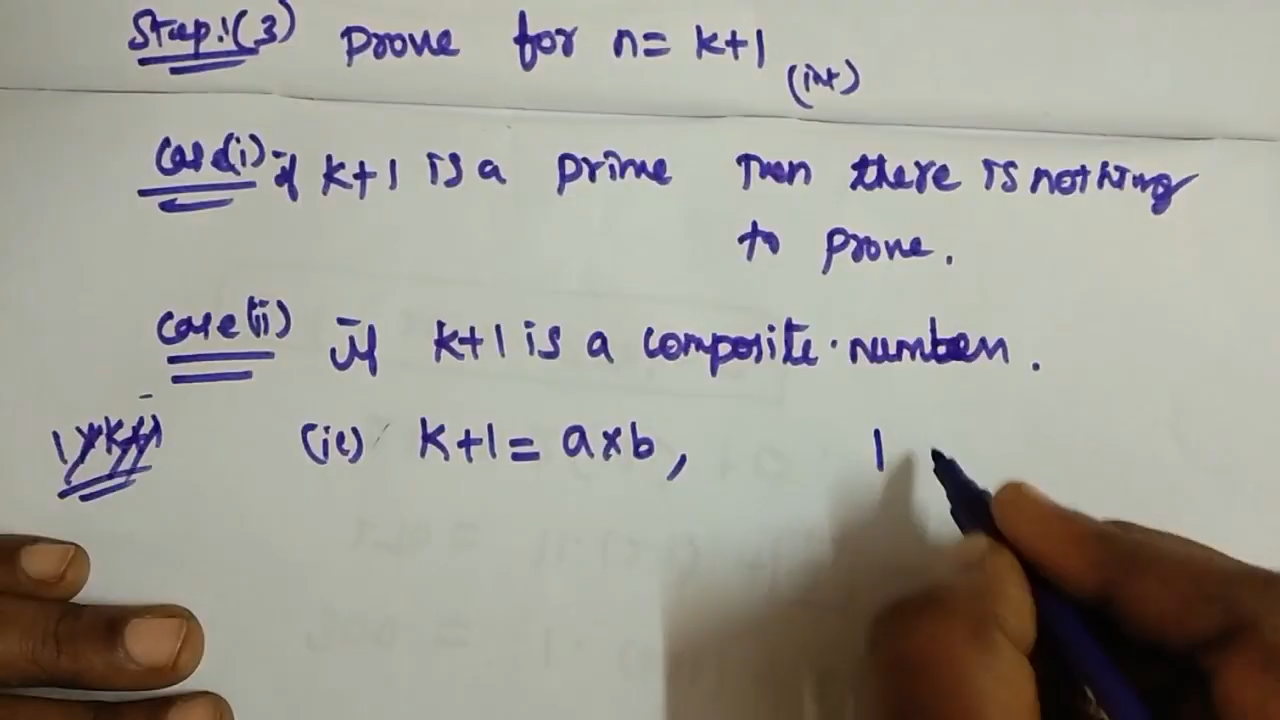 Step:(3) prove for n= k+1
(int)
case(i) if k+1 is a prime then there is nothing
to prove.
case(ii) if k+1 is a composite number.
(ie) k+1 = a×b, 1